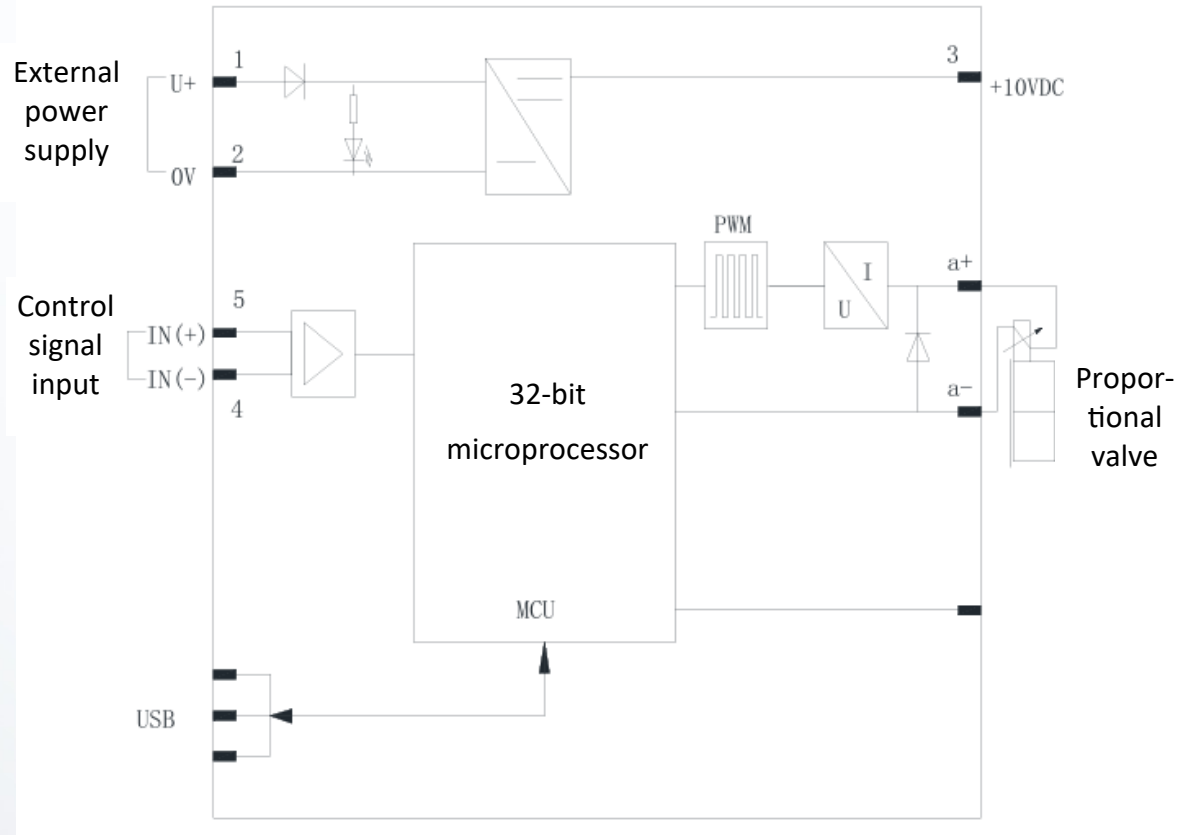 External
power
supply
1
U+
2
0V
3
+10VDC
PWM
I
U
a+
a-
Control
signal
input
5
IN(+)
IN(-)
4
32-bit
microprocessor
MCU
Propor-
tional
valve
USB